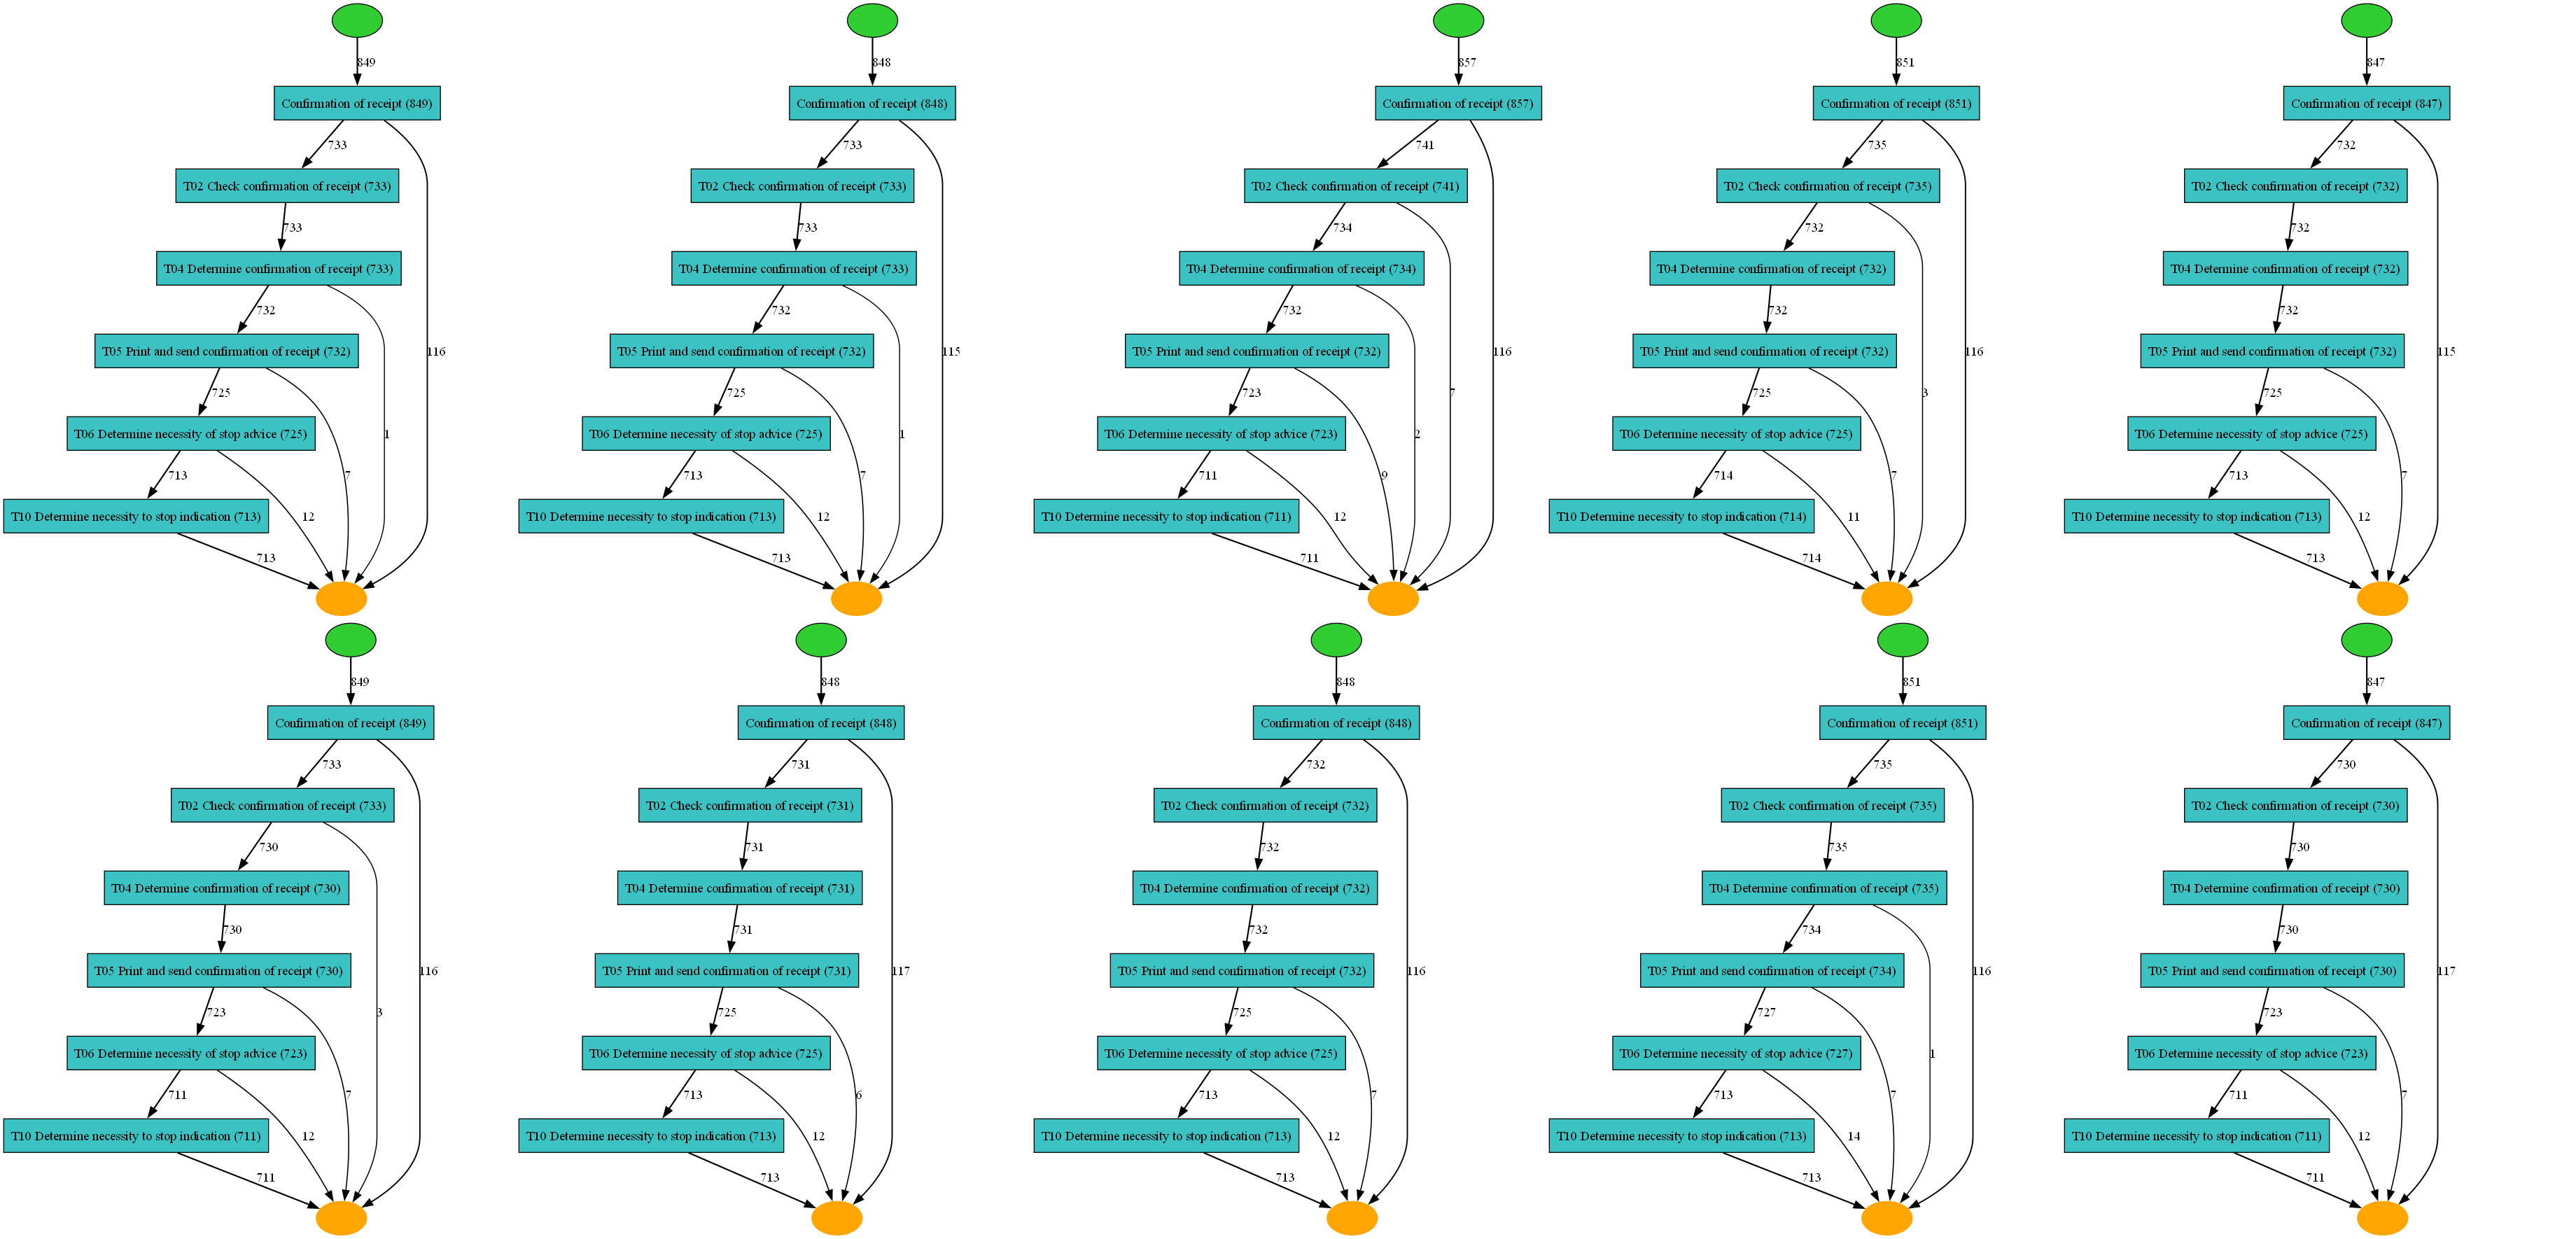 849
Confirmation of receipt (849)
733
T02 Check confirmation of receipt (733)
733
T04 Determine confirmation of receipt (733)
732
T05 Print and send confirmation of receipt (732)
116
725
T06 Determine necessity of stop advice (725)
1
713
7
T10 Determine necessity to stop indication (713)
12
713
848
Confirmation of receipt (848)
733
T02 Check confirmation of receipt (733)
733
T04 Determine confirmation of receipt (733)
732
T05 Print and send confirmation of receipt (732)
115
725
T06 Determine necessity of stop advice (725)
1
713
7
T10 Determine necessity to stop indication (713)
12
713
857
Confirmation of receipt (857)
741
T02 Check confirmation of receipt (741)
734
T04 Determine confirmation of receipt (734)
732
T05 Print and send confirmation of receipt (732)
116
723
7
T06 Determine necessity of stop advice (723)
2
711
9
T10 Determine necessity to stop indication (711)
12
711
851
Confirmation of receipt (851)
735
T02 Check confirmation of receipt (735)
732
T04 Determine confirmation of receipt (732)
732
T05 Print and send confirmation of receipt (732)
116
725
3
T06 Determine necessity of stop advice (725)
714
7
T10 Determine necessity to stop indication (714)
11
714
847
Confirmation of receipt (847)
732
T02 Check confirmation of receipt (732)
732
T04 Determine confirmation of receipt (732)
732
T05 Print and send confirmation of receipt (732)
115
725
7
T06 Determine necessity of stop advice (725)
713
T10 Determine necessity to stop indication (713)
12
713
849
Confirmation of receipt (849)
733
T02 Check confirmation of receipt (733)
730
T04 Determine confirmation of receipt (730)
730
T05 Print and send confirmation of receipt (730)
116
723
3
T06 Determine necessity of stop advice (723)
711
7
T10 Determine necessity to stop indication (711)
12
711
848
Confirmation of receipt (848)
731
T02 Check confirmation of receipt (731)
731
T04 Determine confirmation of receipt (731)
731
T05 Print and send confirmation of receipt (731)
117
725
T06 Determine necessity of stop advice (725)
713
6
T10 Determine necessity to stop indication (713)
12
713
848
Confirmation of receipt (848)
732
T02 Check confirmation of receipt (732)
732
T04 Determine confirmation of receipt (732)
732
T05 Print and send confirmation of receipt (732)
116
725
T06 Determine necessity of stop advice (725)
713
7
T10 Determine necessity to stop indication (713)
12
713
851
Confirmation of receipt (851)
735
T02 Check confirmation of receipt (735)
735
T04 Determine confirmation of receipt (735)
734
T05 Print and send confirmation of receipt (734)
116
727
T06 Determine necessity of stop advice (727)
1
713
7
T10 Determine necessity to stop indication (713)
14
713
847
Confirmation of receipt (847)
730
T02 Check confirmation of receipt (730)
730
T04 Determine confirmation of receipt (730)
730
T05 Print and send confirmation of receipt (730)
117
723
T06 Determine necessity of stop advice (723)
711
7
T10 Determine necessity to stop indication (711)
12
711